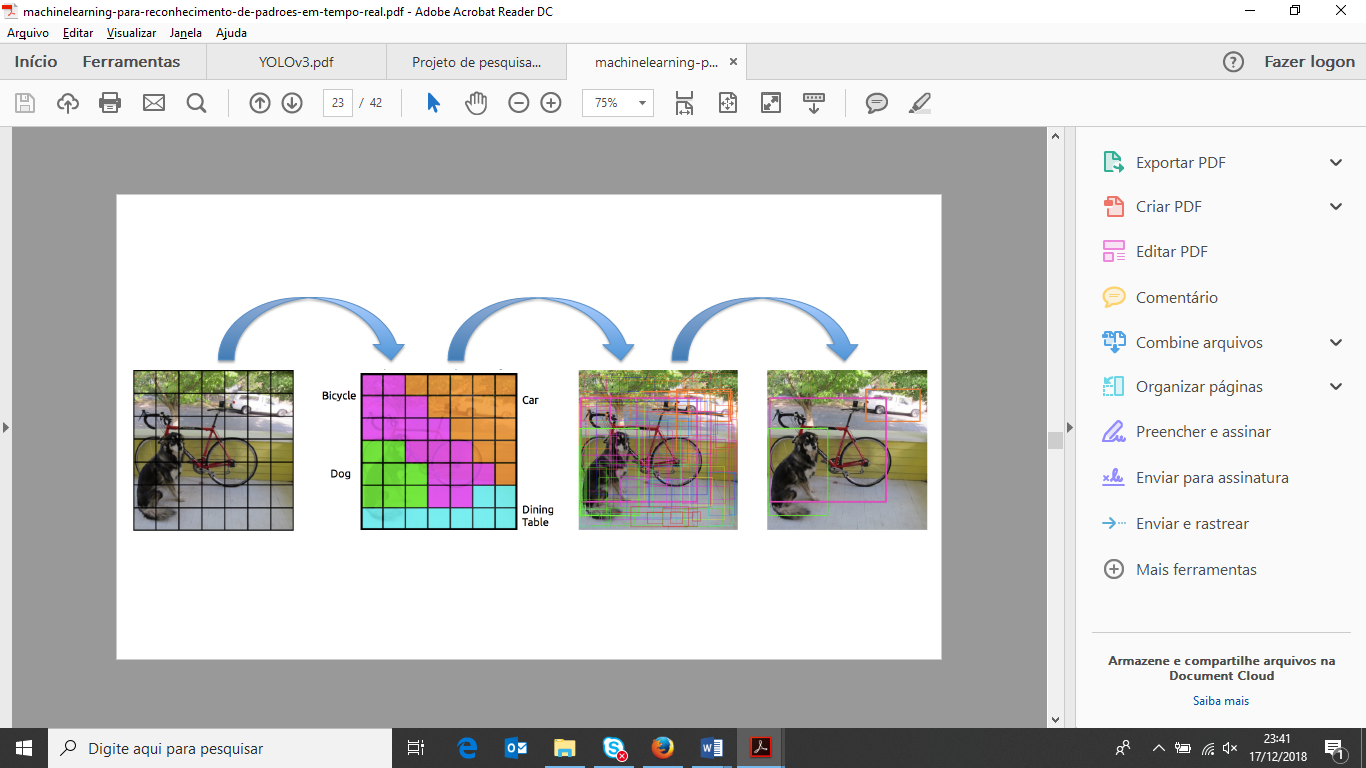 machinelearning-para-reconhecimento-de-padroes-em-tempo-real.pdf - Adobe Acrobat Reader DC
Arquivo Editar Visualizar Janela Ajuda
Início Ferramentas YOLOv3.pdf Projeto de pesquisa... machinelearning-p... Fazer logon
23 / 42 75%
Exportar PDF
Criar PDF
Editar PDF
Comentário
Combine arquivos
Organizar páginas
Preencher e assinar
Enviar para assinatura
Enviar e rastrear
Mais ferramentas
Armazene e compartilhe arquivos na
Document Cloud
Saiba mais
Bicycle
Car
Dog
Dining
Table
Digite aqui para pesquisar
23:41
17/12/2018
1